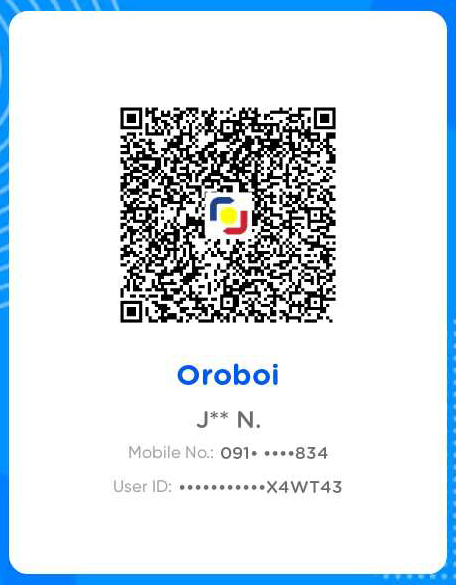 Oroboi
J** N.
Mobile No.: 091• ••••834
User ID: •••••••••••X4WT43